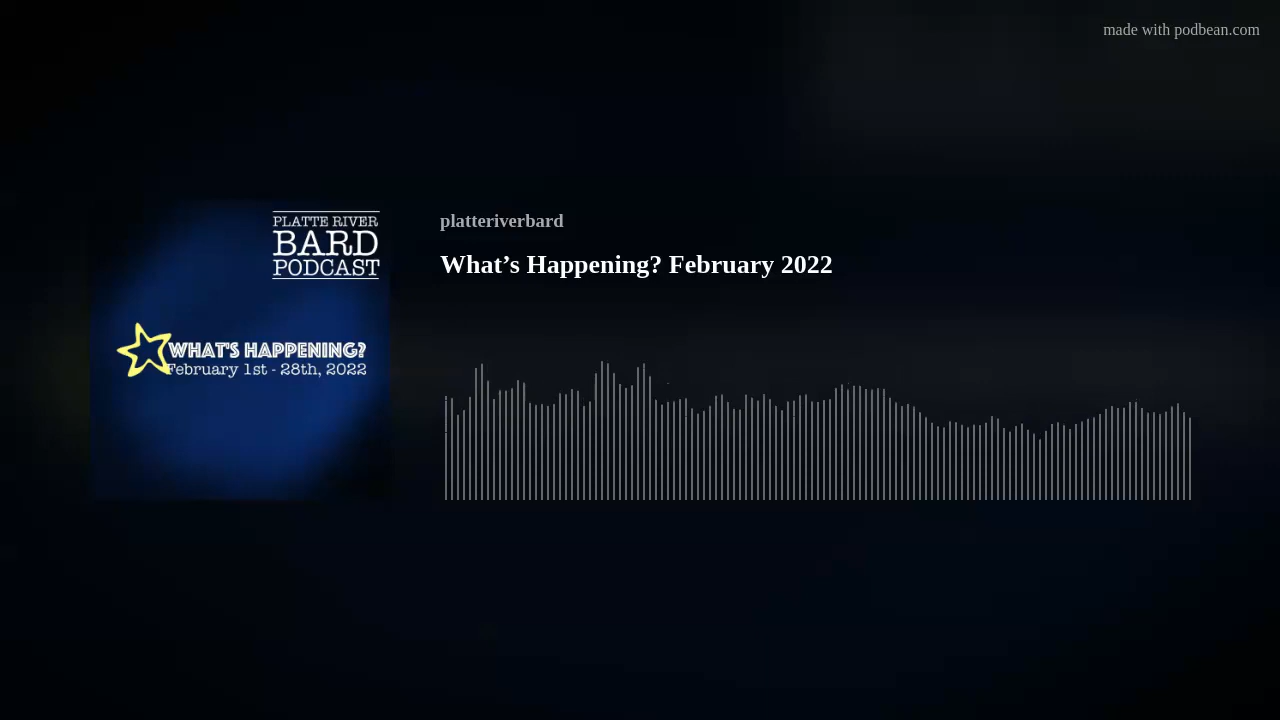 made with podbean.com
PLATTE RIVER
BARD
PODCAST
WHAT'S HAPPENING?
February 1st - 28th, 2022
platteriverbard
What’s Happening? February 2022